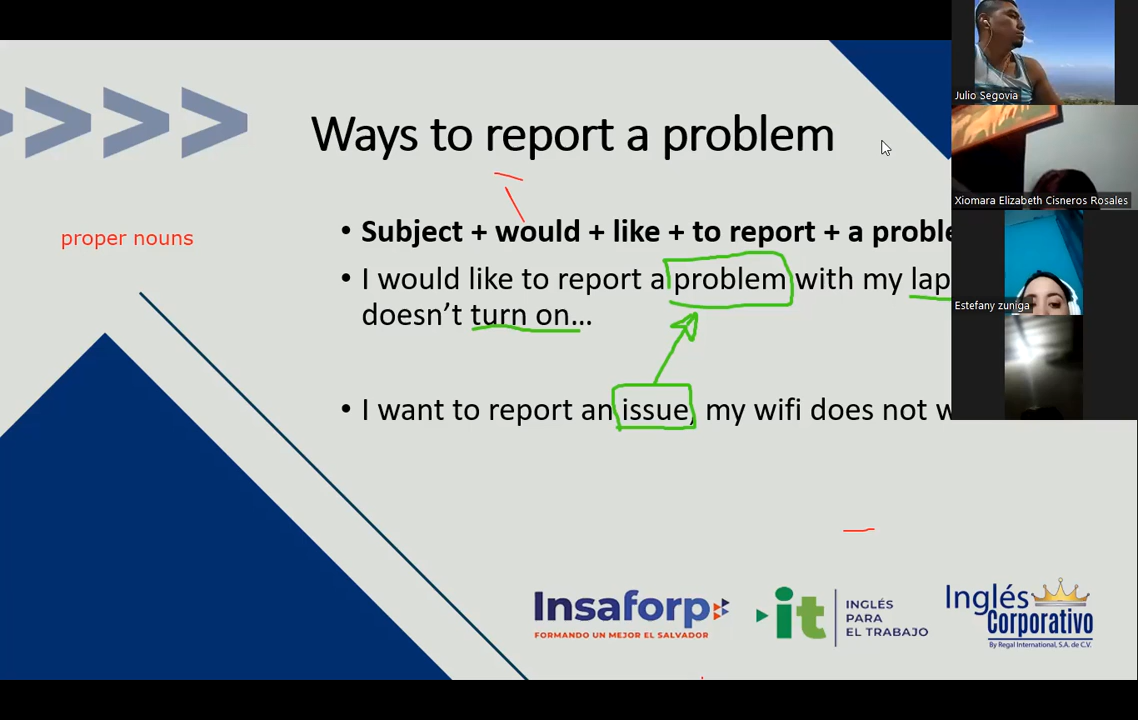 Julio Segovia
Ways to report a problem
Xiomara Elizabeth Cisneros Rosales
proper nouns
• Subject + would + like + to report + a
• I would like to report a problem with my
doesn't turn on...
Estefany zuniga
• I want to report an issue, my wifi does not
Insaforp
FORMANDO UN MEJOR EL SALVADOR
it
INGLÉS
PARA
EL TRABAJO
Inglés
Corporativo
By Regal International, S.A. de C.V.